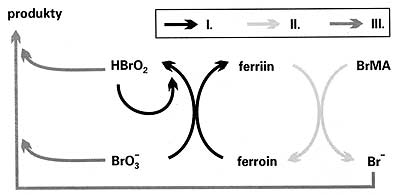 produkty I. II. III.
HBrO₂ ferriin BrMA
BrO₃⁻ ferroin Br⁻